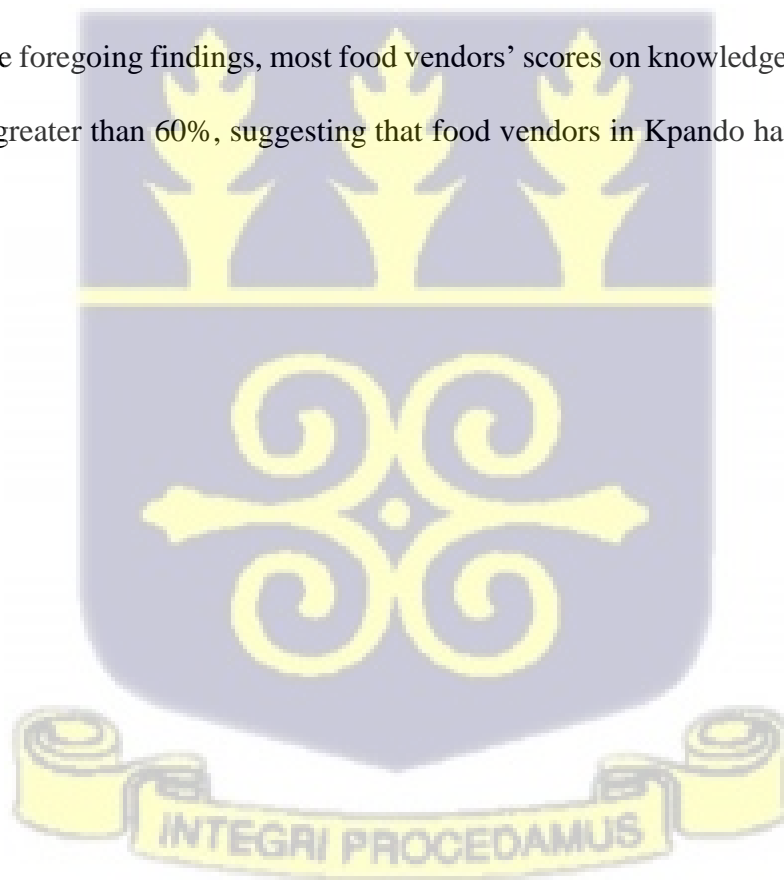 e foregoing findings, most food vendors’ scores on knowledge
greater than 60%, suggesting that food vendors in Kpando ha
INTEGRI PROCEDAMUS